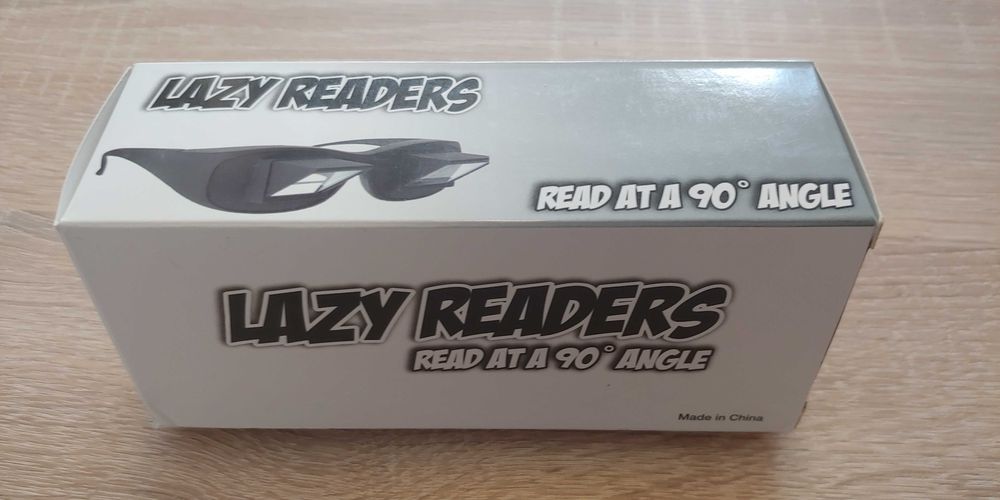 LAZY READERS
READ AT A 90° ANGLE
LAZY READERS
READ AT A 90° ANGLE
Made in China